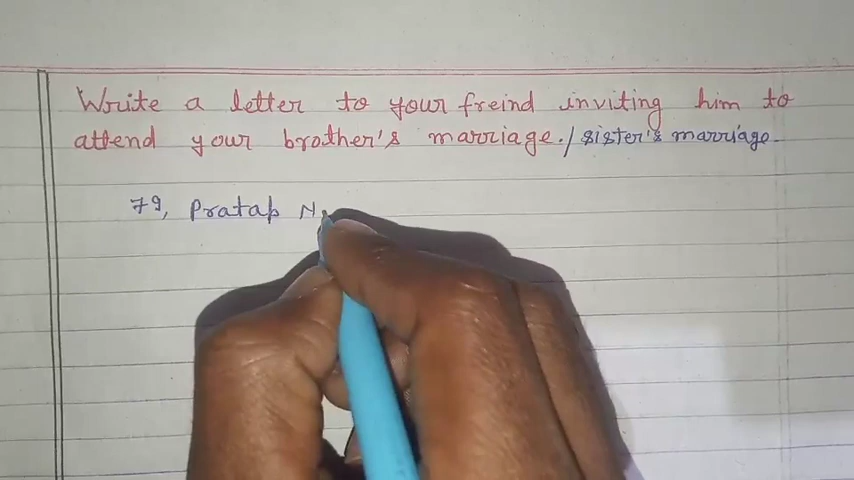 Write a letter to your freind inviting him to
attend your brother's marriage./sister's marriage.
79, Pratap N